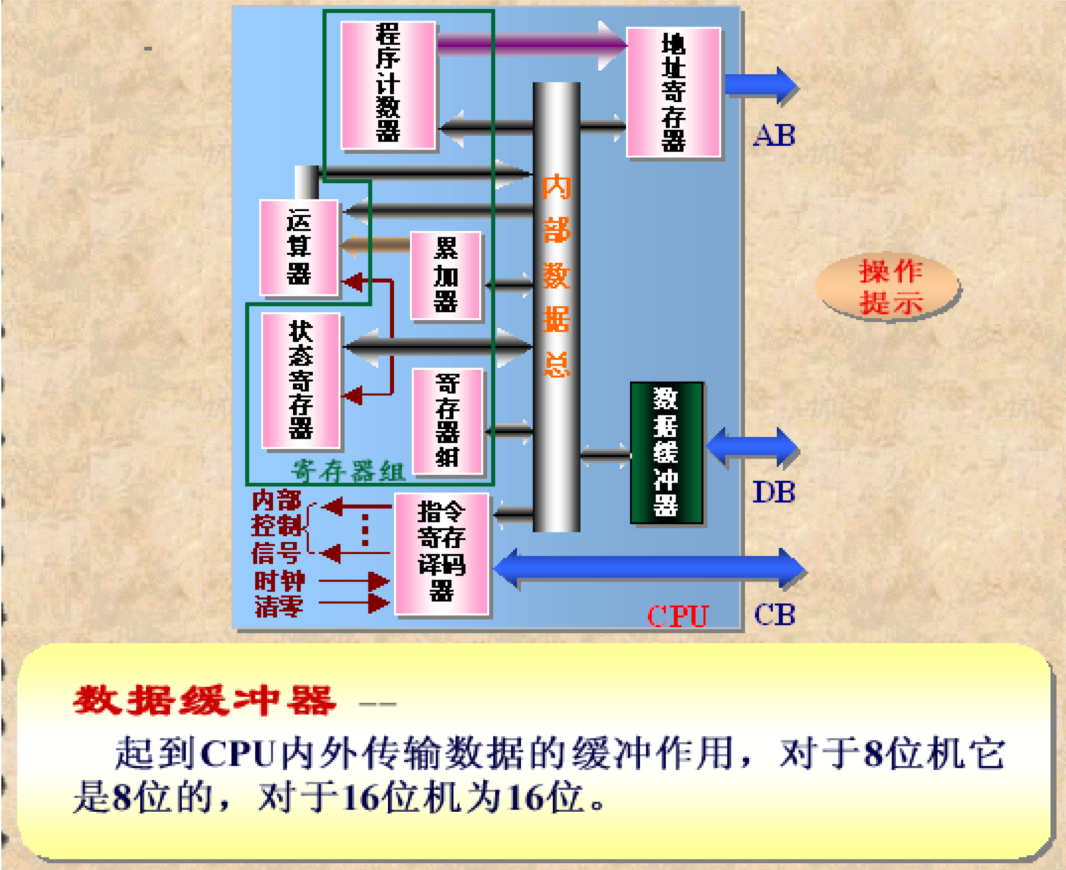 程序计数器
地址寄存器
AB
内部数据总
运算器
累加器
操作
提示
状态寄存器
寄存器组
数据缓冲器
寄存器组
DB
内部
控制
信号
时钟
清零
指令
寄存
译码
器
CPU
CB
数据缓冲器 --
起到CPU内外传输数据的缓冲作用，对于8位机它
是8位的，对于16位机为16位。